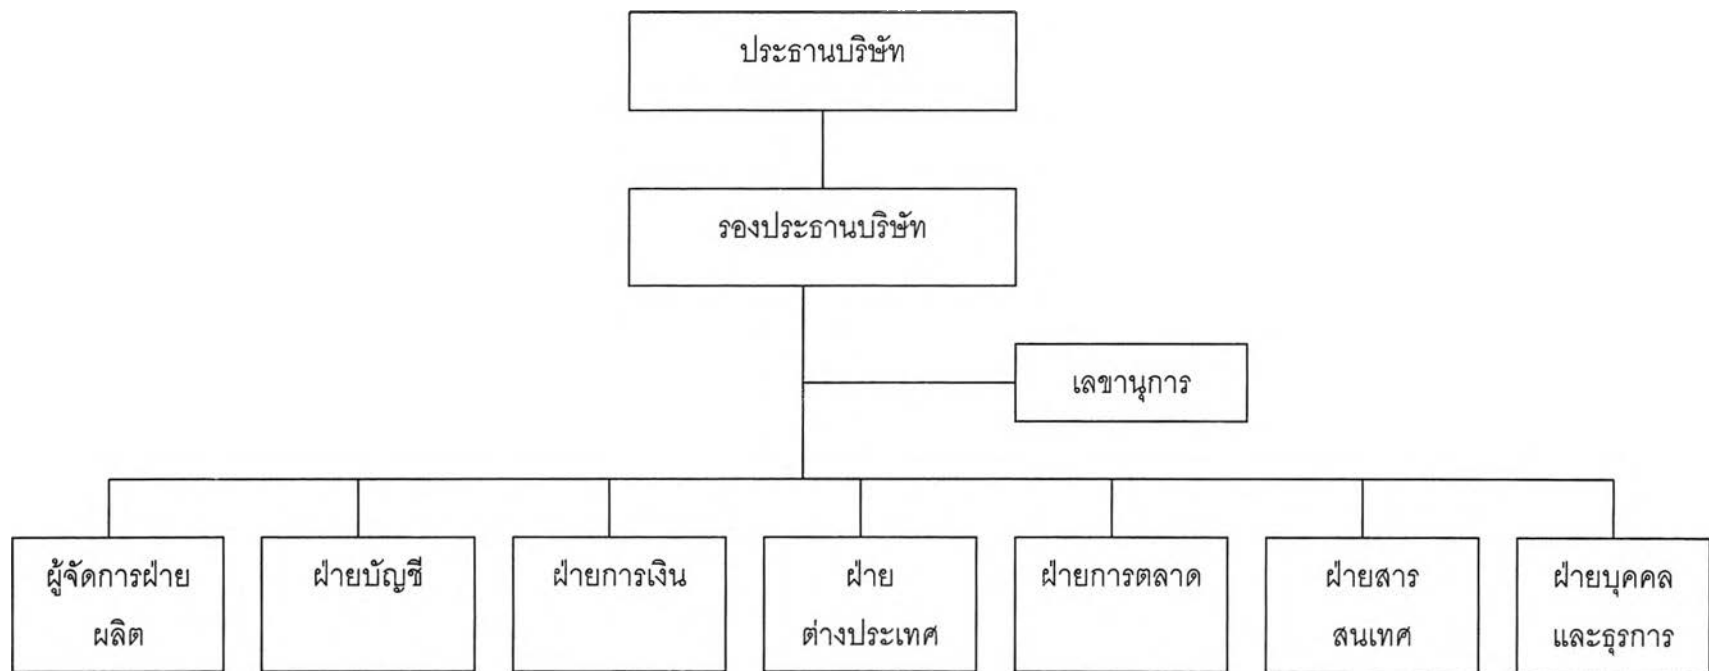 ประธานบริษัท
รองประธานบริษัท
เลขานุการ
ผู้จัดการฝ่าย
ผลิต
ฝ่ายบัญชี
ฝ่ายการเงิน
ฝ่าย
ต่างประเทศ
ฝ่ายการตลาด
ฝ่ายสาร
สนเทศ
ฝ่ายบุคคล
และธุรการ